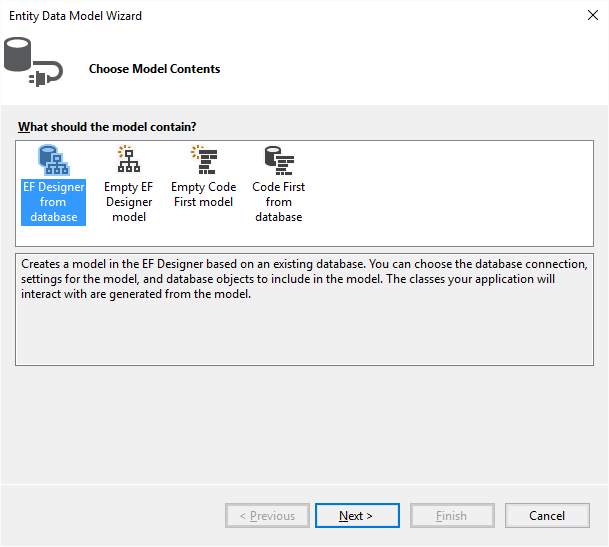 Entity Data Model Wizard
Choose Model Contents
What should the model contain?
EF Designer from database
Empty EF Designer model
Empty Code First model
Code First from database
Creates a model in the EF Designer based on an existing database. You can choose the database connection,
settings for the model, and database objects to include in the model. The classes your application will
interact with are generated from the model.
< Previous
Next >
Finish
Cancel